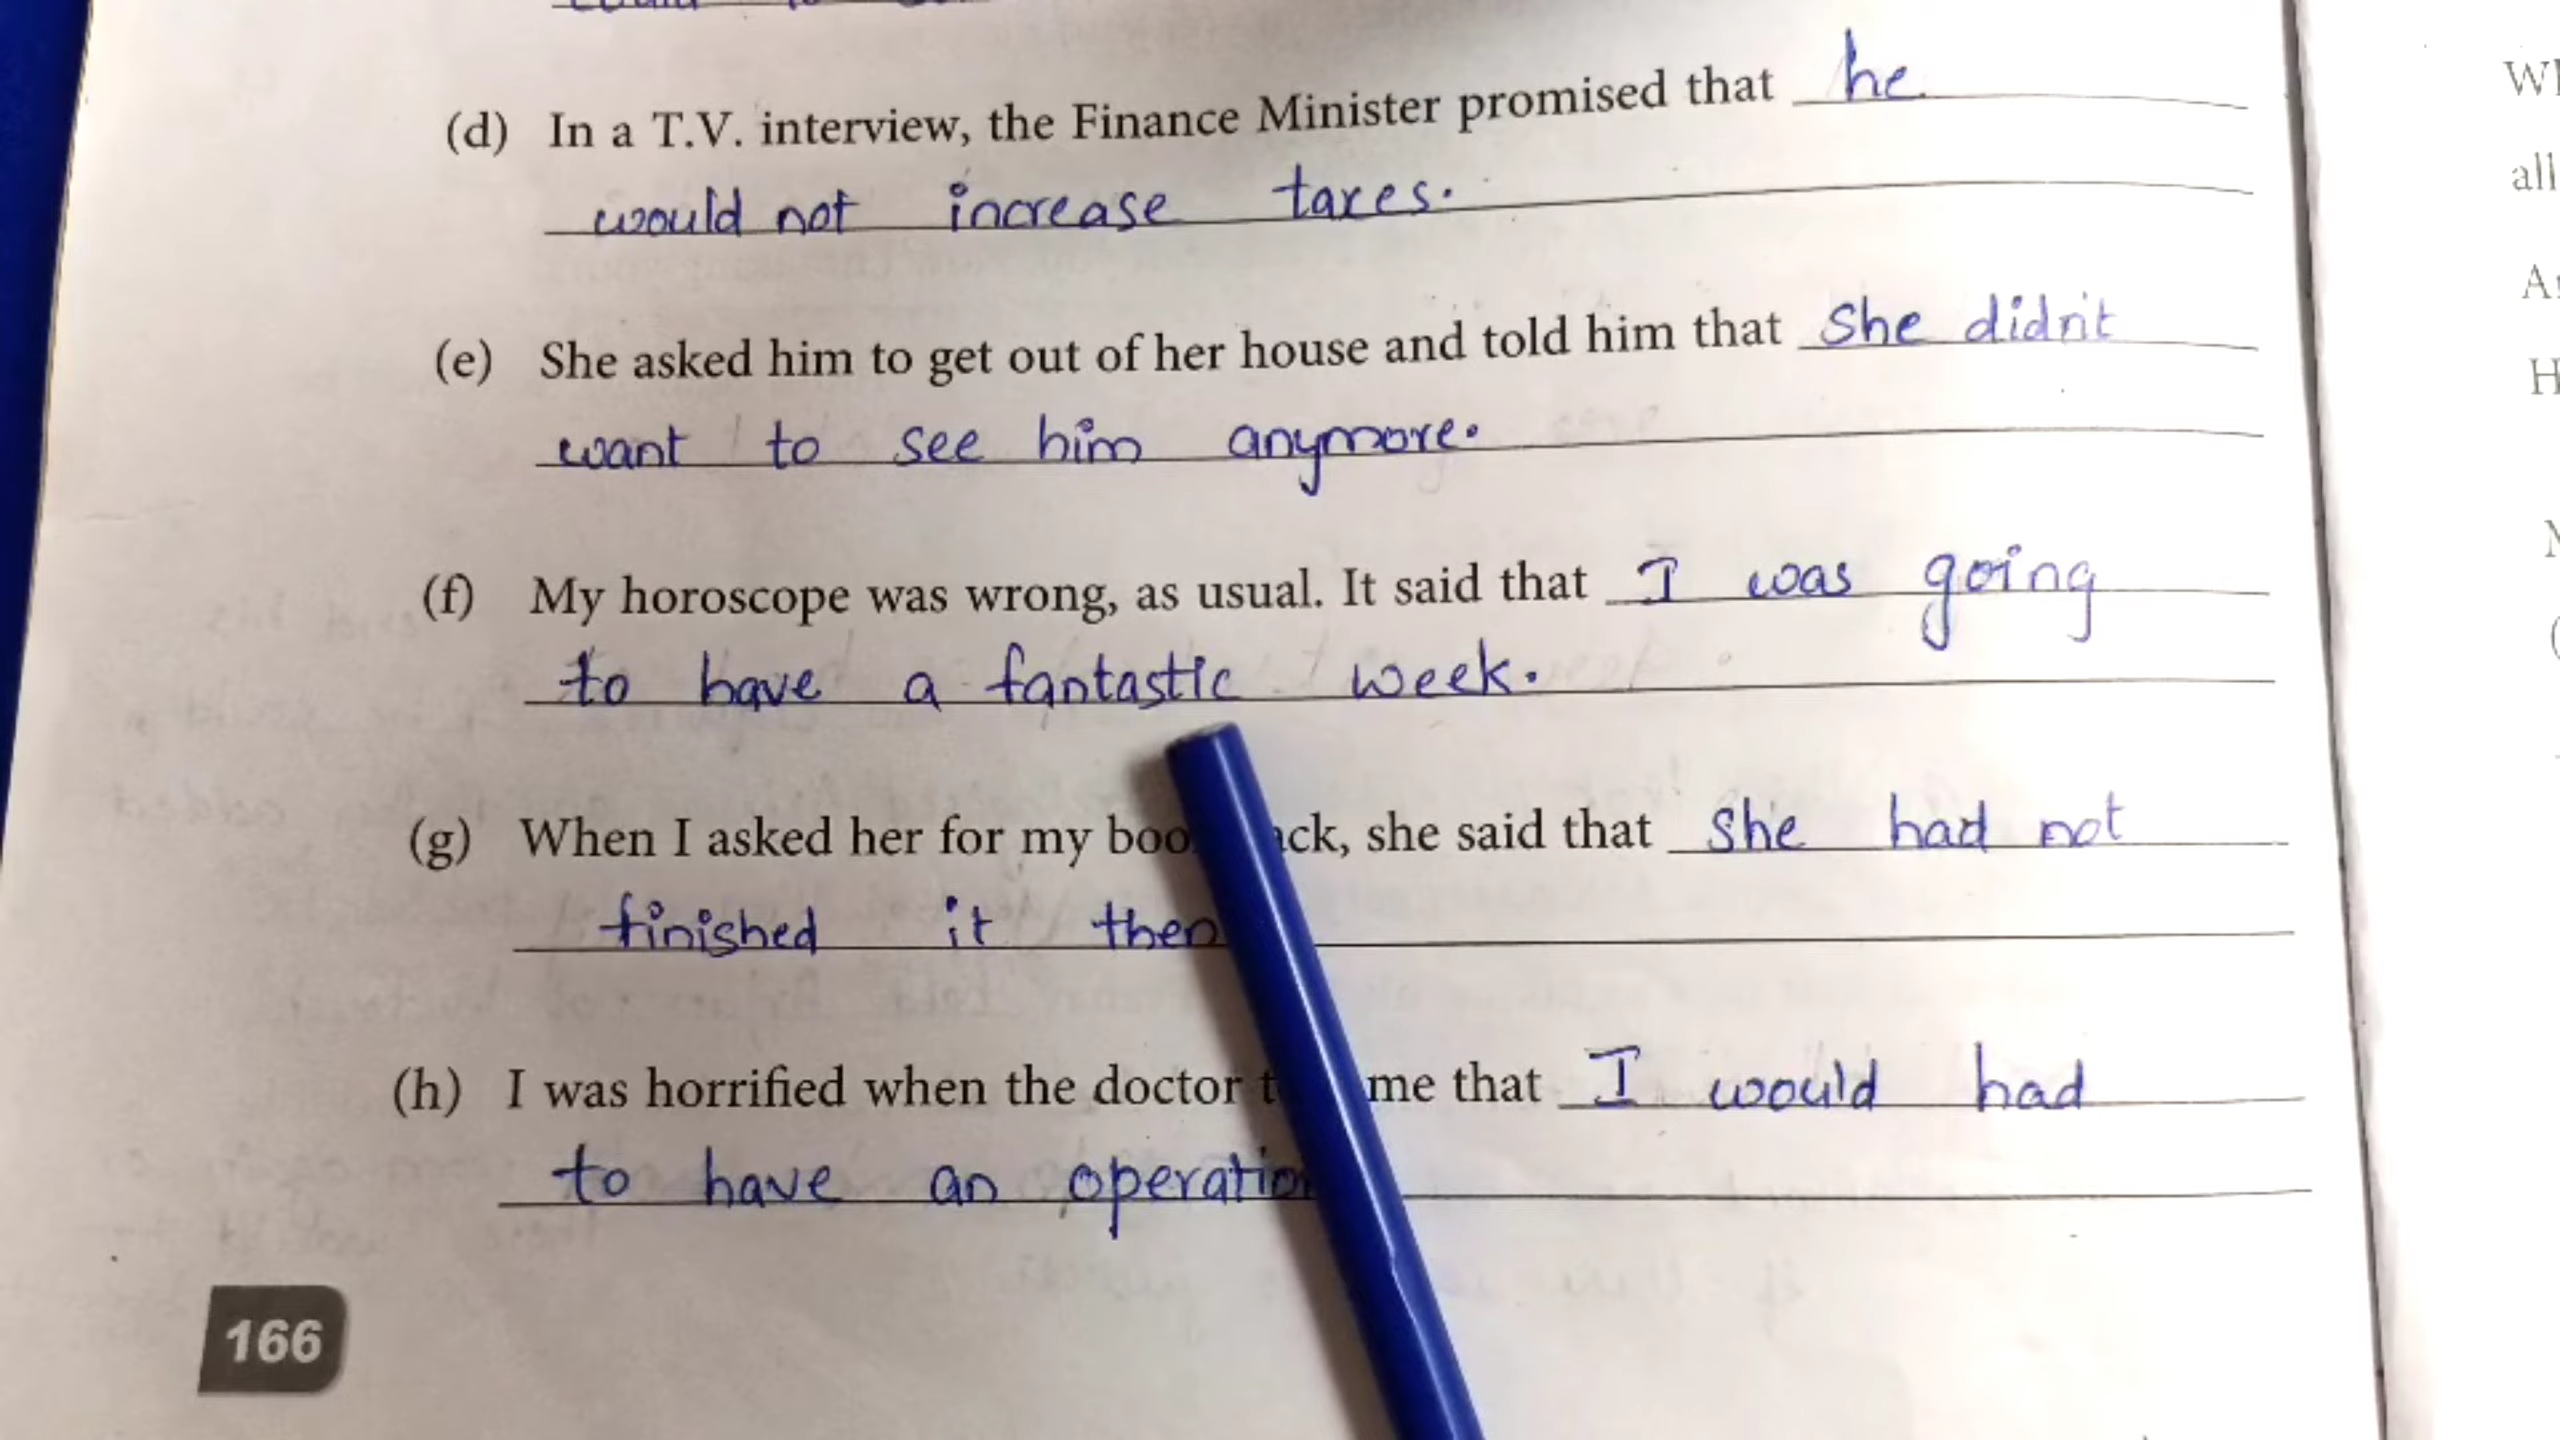 (d) In a T.V. interview, the Finance Minister promised that he
would not increase taxes.
(e) She asked him to get out of her house and told him that she didn't
want to see him anymore.
(f) My horoscope was wrong, as usual. It said that I was going
to have a fantastic week.
(g) When I asked her for my she said that she had not
finished it then
(h) I was horrified when the doctor me that I would had
to have an operation
166
all